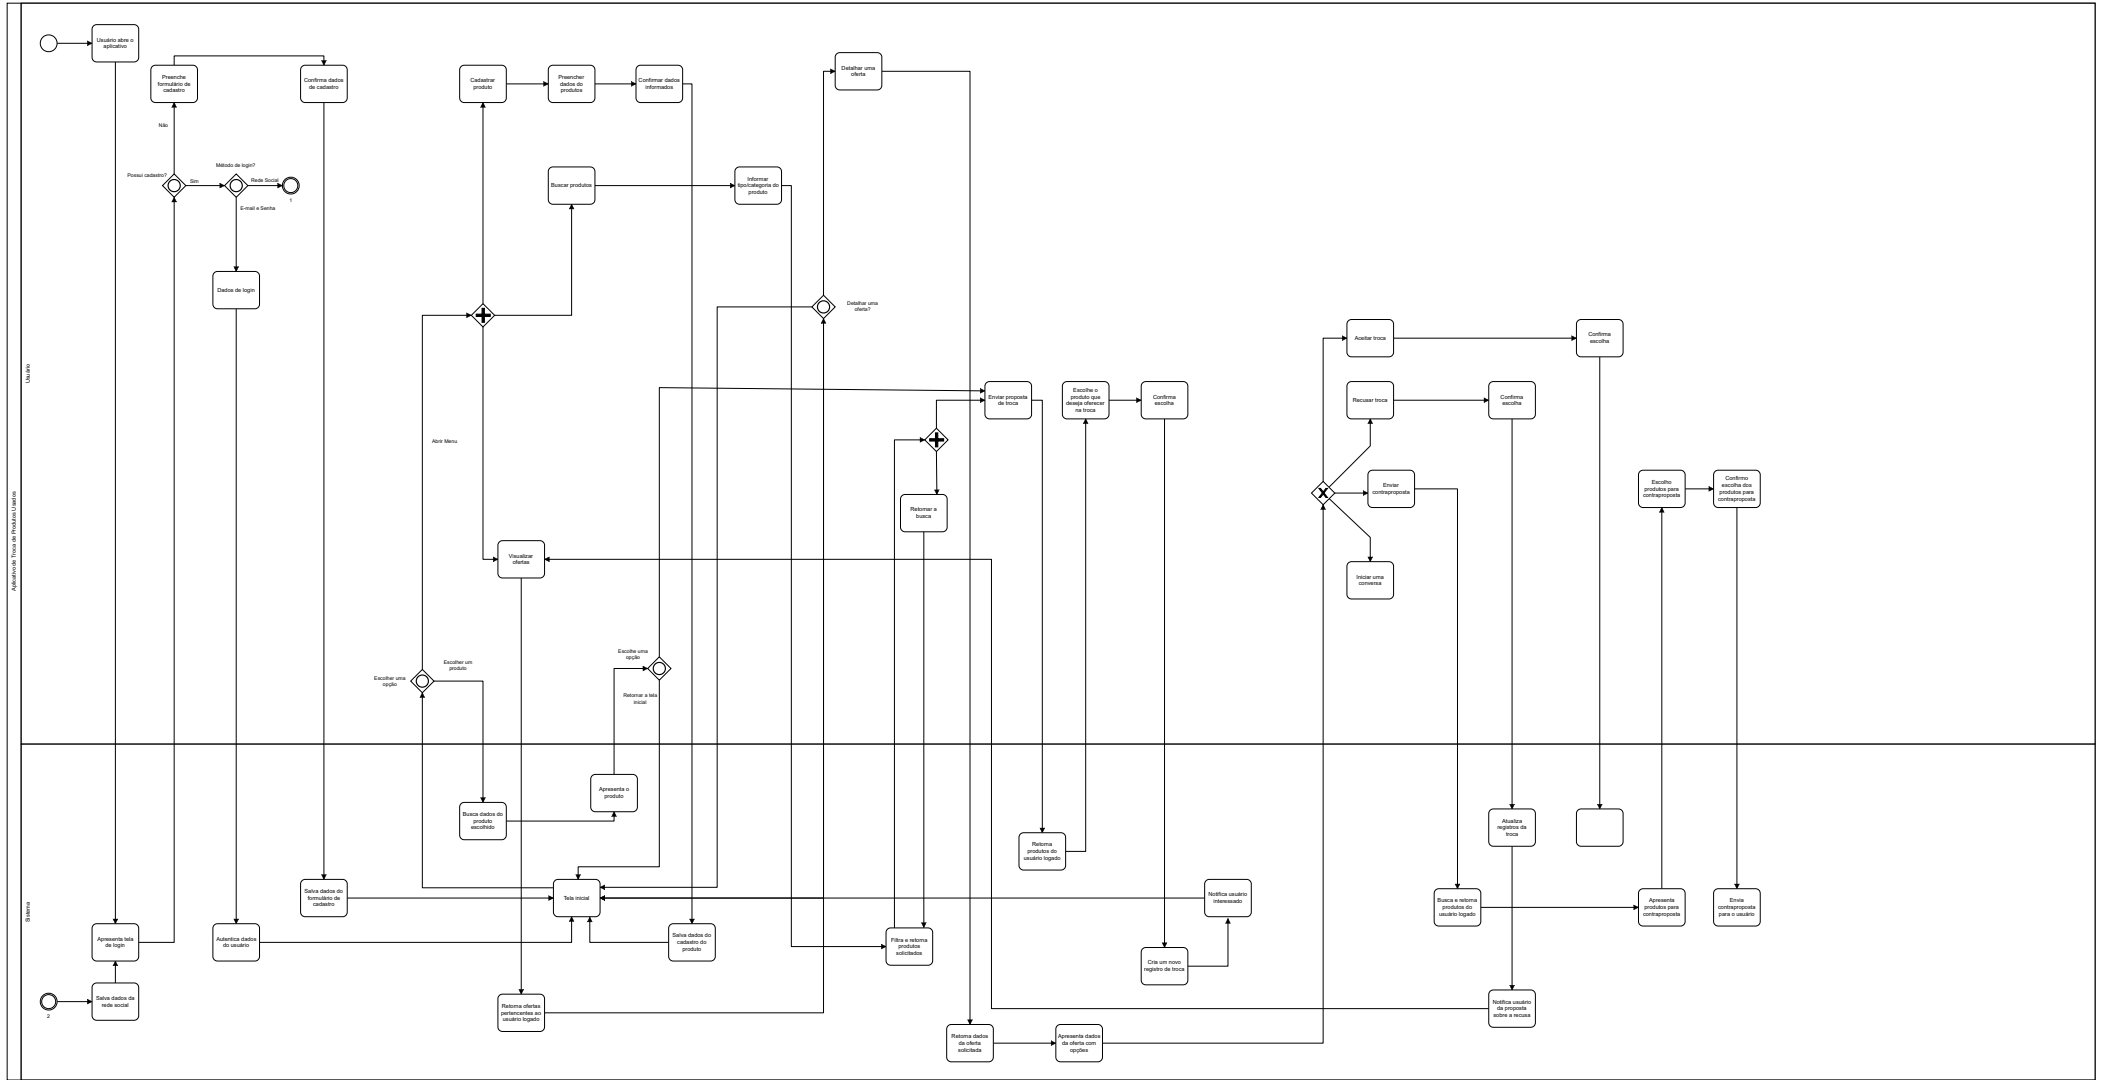 Aplicativo de Troca de Produtos Usados
Usuário
Usuário abre o
aplicativo
Preenche
formulário de
cadastro
Confirma dados
de cadastro
Não
Possui cadastro?
Sim
Método de login?
Rede Social
1
E-mail e Senha
Dados de login
Cadastrar
produto
Preencher
dados do
produtos
Confirmar dados
informados
Detalhar uma
oferta
Buscar produtos
Informar
tipo/categoria do
produto
Detalhar uma
oferta?
Abrir Menu
Enviar proposta
de troca
Escolhe o
produto que
deseja oferecer
na troca
Confirma
escolha
Retornar a
busca
Visualizar
ofertas
Escolher um
produto
Escolher uma
opção
Escolhe uma
opção
Retornar a tela
inicial
Aceitar troca
Confirma
escolha
Recusar troca
Confirma
escolha
Enviar
contraproposta
Iniciar uma
conversa
Escolho
produtos para
contraproposta
Confirmo
escolha dos
produtos para
contraproposta
Sistema
Apresenta o
produto
Busca dados do
produto
escolhido
Retorna
produtos do
usuário logado
Atualiza
registros da
troca
Salva dados do
formulário de
cadastro
Tela inicial
Notifica usuário
interessado
Busca e retorna
produtos do
usuário logado
Apresenta
produtos para
contraproposta
Envia
contraproposta
para o usuário
Apresenta tela
de login
Autentica dados
do usuário
Salva dados do
cadastro do
produto
Filtra e retorna
produtos
solicitados
Cria um novo
registro de troca
2
Salva dados da
rede social
Retorna ofertas
pertencentes ao
usuário logado
Notifica usuário
da proposta
sobre a recusa
Retorna dados
da oferta
solicitada
Apresenta dados
da oferta com
opções